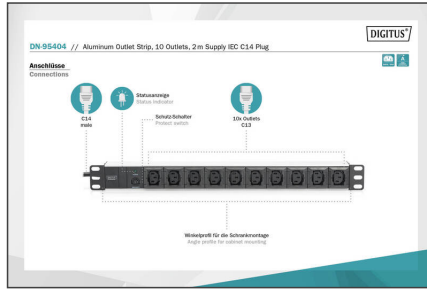 DIGITUS®
DN-95404 // Aluminum Outlet Strip, 10 Outlets, 2 m Supply IEC C14 Plug
Anschlüsse
Connections
Statusanzeige
Status indicator
C14
male
Schutz-Schalter
Protect switch
10x Outlets
C13
Winkelprofil für die Schrankmontage
Angle profile for cabinet mounting